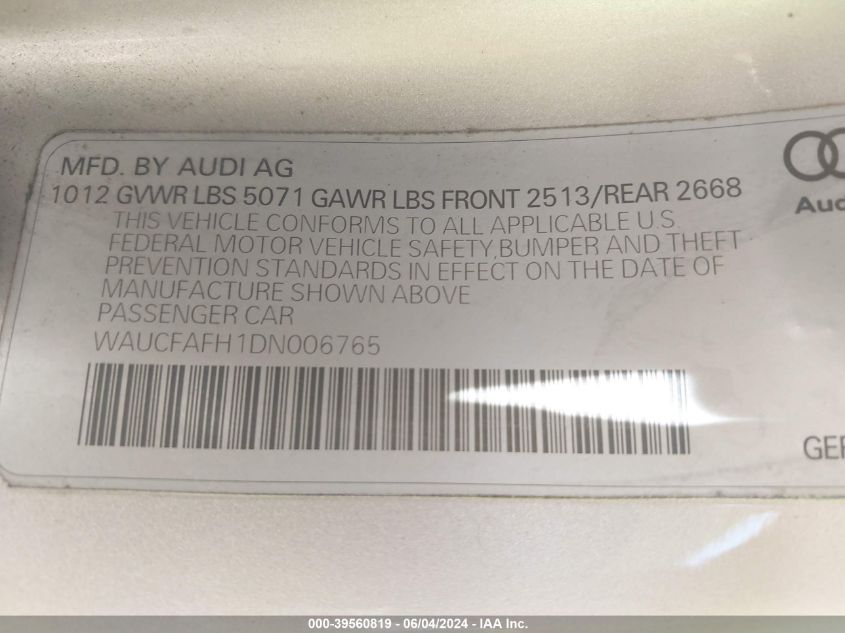 MFD. BY AUDI AG
1012 GVWR LBS 5071 GAWR LBS FRONT 2513/REAR 2668
THIS VEHICLE CONFORMS TO ALL APPLICABLE U.S.
FEDERAL MOTOR VEHICLE SAFETY, BUMPER AND THEFT
PREVENTION STANDARDS IN EFFECT ON THE DATE OF
MANUFACTURE SHOWN ABOVE
PASSENGER CAR
WAUCFAFH1DN006765
Aud
GER
000-39560819 - 06/04/2024 - IAA Inc.